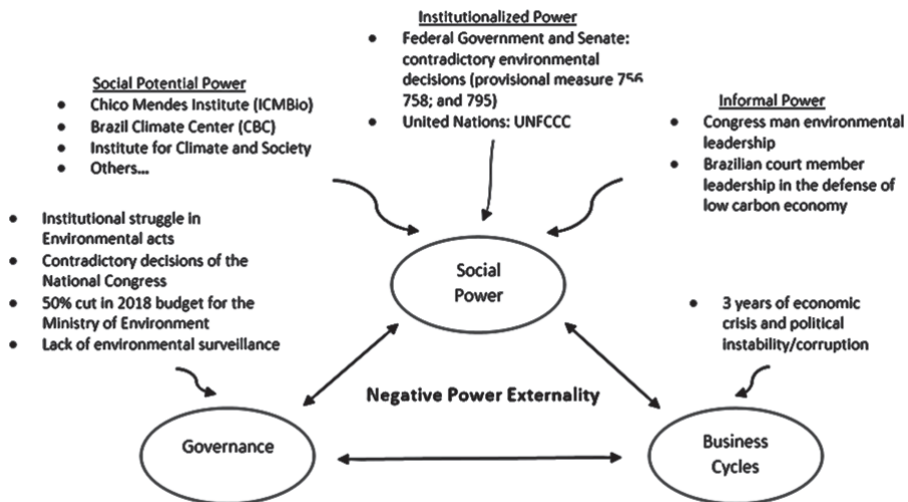 Institutionalized Power
• Federal Government and Senate:
contradictory environmental
decisions (provisional measure 756
758; and 795)
• United Nations: UNFCCC
Social Potential Power
• Chico Mendes Institute (ICMBio)
• Brazil Climate Center (CBC)
• Institute for Climate and Society
• Others...
Informal Power
• Congress man environmental
leadership
• Brazilian court member
leadership in the defense of
low carbon economy
• Institutional struggle in
Environmental acts
• Contradictory decisions of the
National Congress
• 50% cut in 2018 budget for the
Ministry of Environment
• Lack of environmental surveillance
Social
Power
• 3 years of economic
crisis and political
instability/corruption
Negative Power Externality
Governance
Business
Cycles